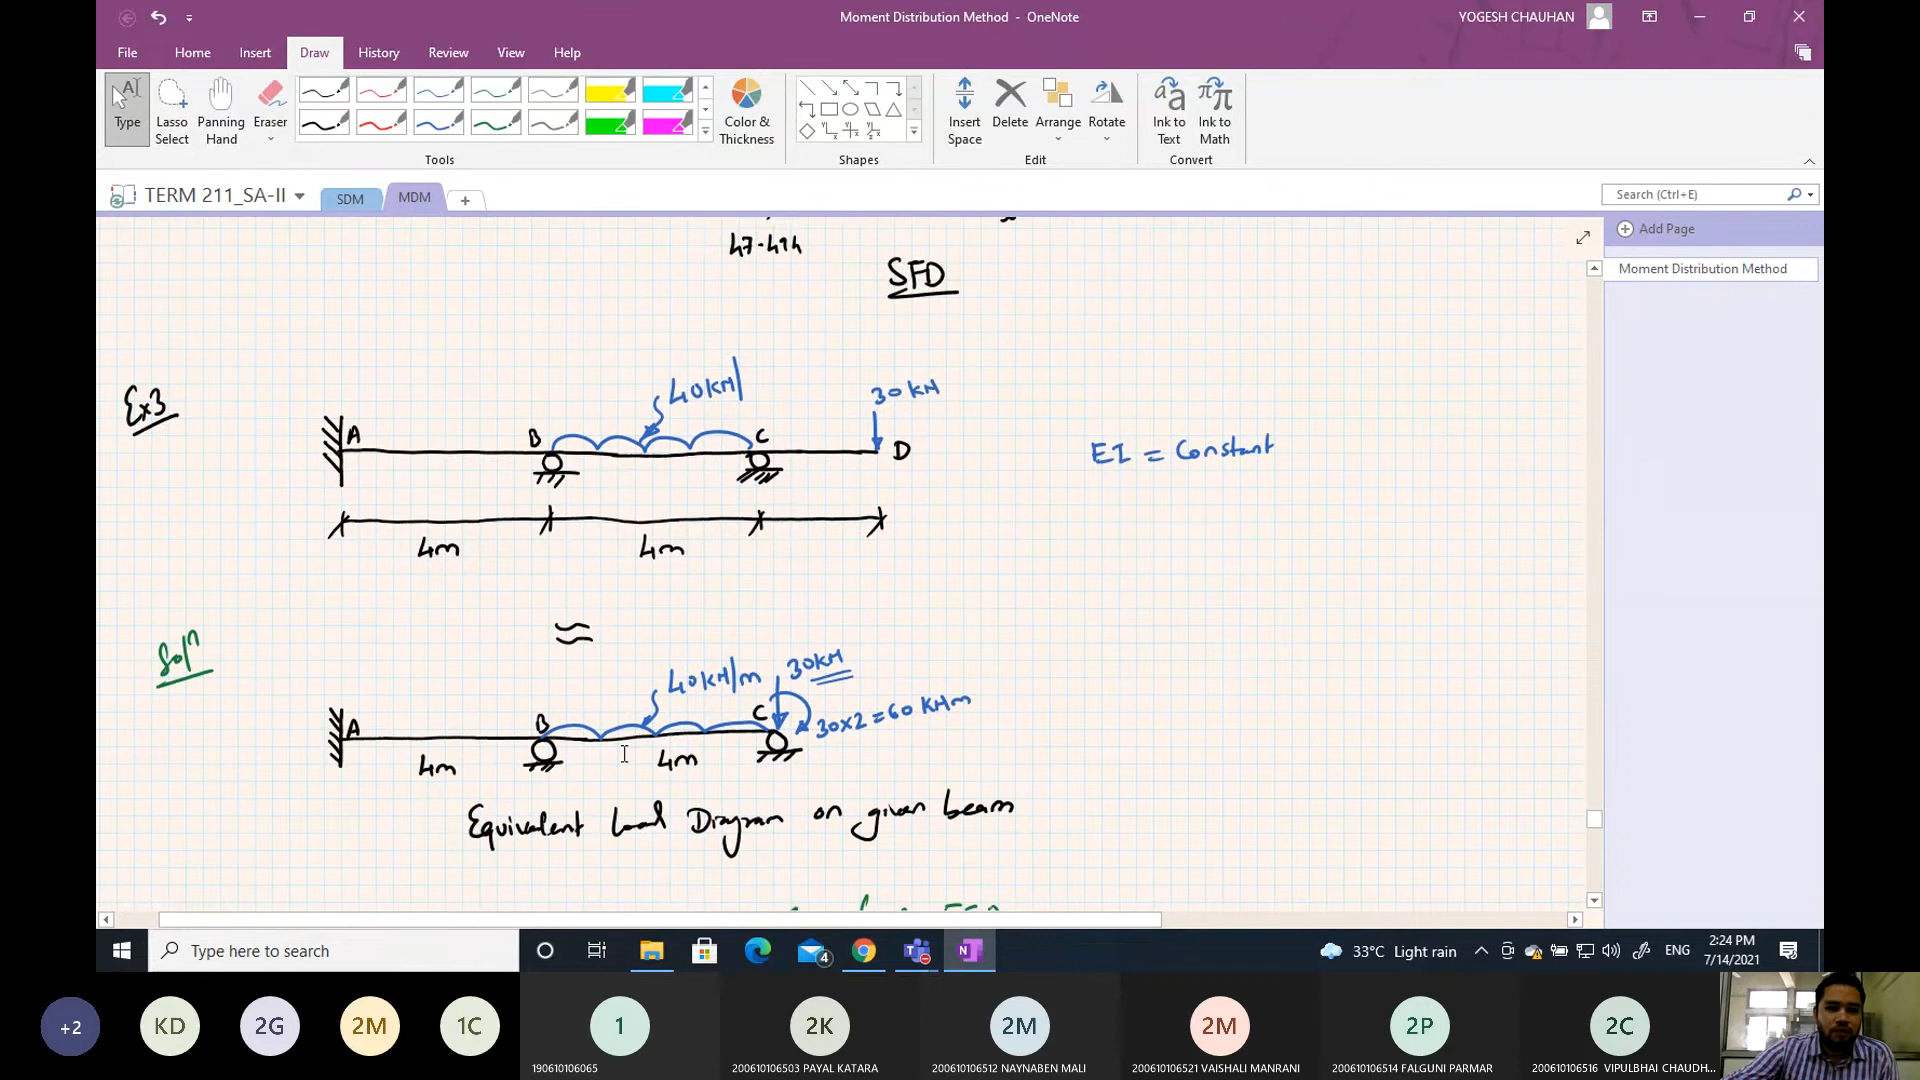 Moment Distribution Method - OneNote
YOGESH CHAUHAN
File Home Insert Draw History Review View Help
Type
Lasso Select
Panning Hand
Eraser
Color & Thickness
Insert Space
Delete
Arrange
Rotate
Ink to Text
Ink to Math
Tools
Shapes
Edit
Convert
TERM 211_SA-II
SDM
MDM
Search (Ctrl+E)
Add Page
Moment Distribution Method
SFD
Ex3
40KN/
30 KN
A
B
C
D
EI = Constant
4m
4m
≈
Soln
40KN/m
30KN
30x2 = 60 KNm
A
B
C
4m
4m
Equivalent Load Diagram on given beam
Type here to search
4
33°C Light rain
ENG
2:24 PM
7/14/2021
+2
KD
2G
2M
1C
1
2K
2M
2M
2P
2C
190610106065
200610106503 PAYAL KATARA
200610106512 NAYNABEN MALI
200610106521 VAISHALI MANRANI
200610106514 FALGUNI PARMAR
200610106516 VIPULBHAI CHAUDH...